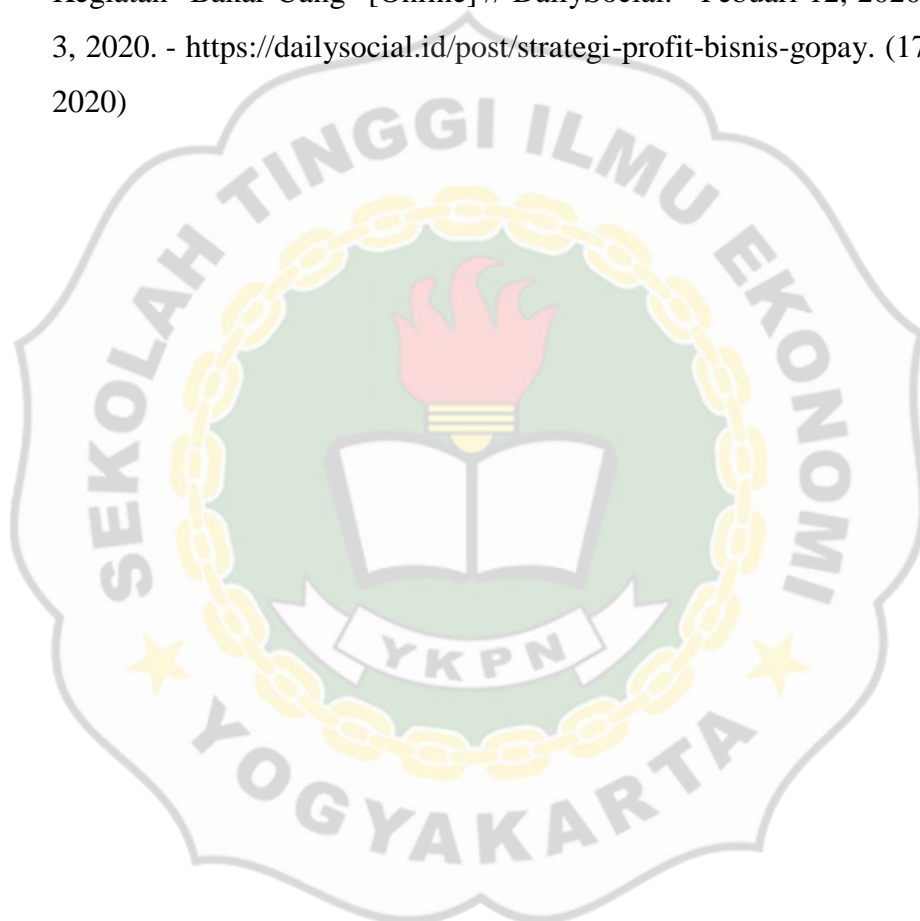 Kegiatan Bakar Uang [Online] // DailySocial. - 12, 2020
3, 2020. - https://dailysocial.id/post/strategi-profit-bisnis-gopay. (17
2020)
SEKOLAH TINGGI ILMU EKONOMI
YKPN
YOGYAKARTA